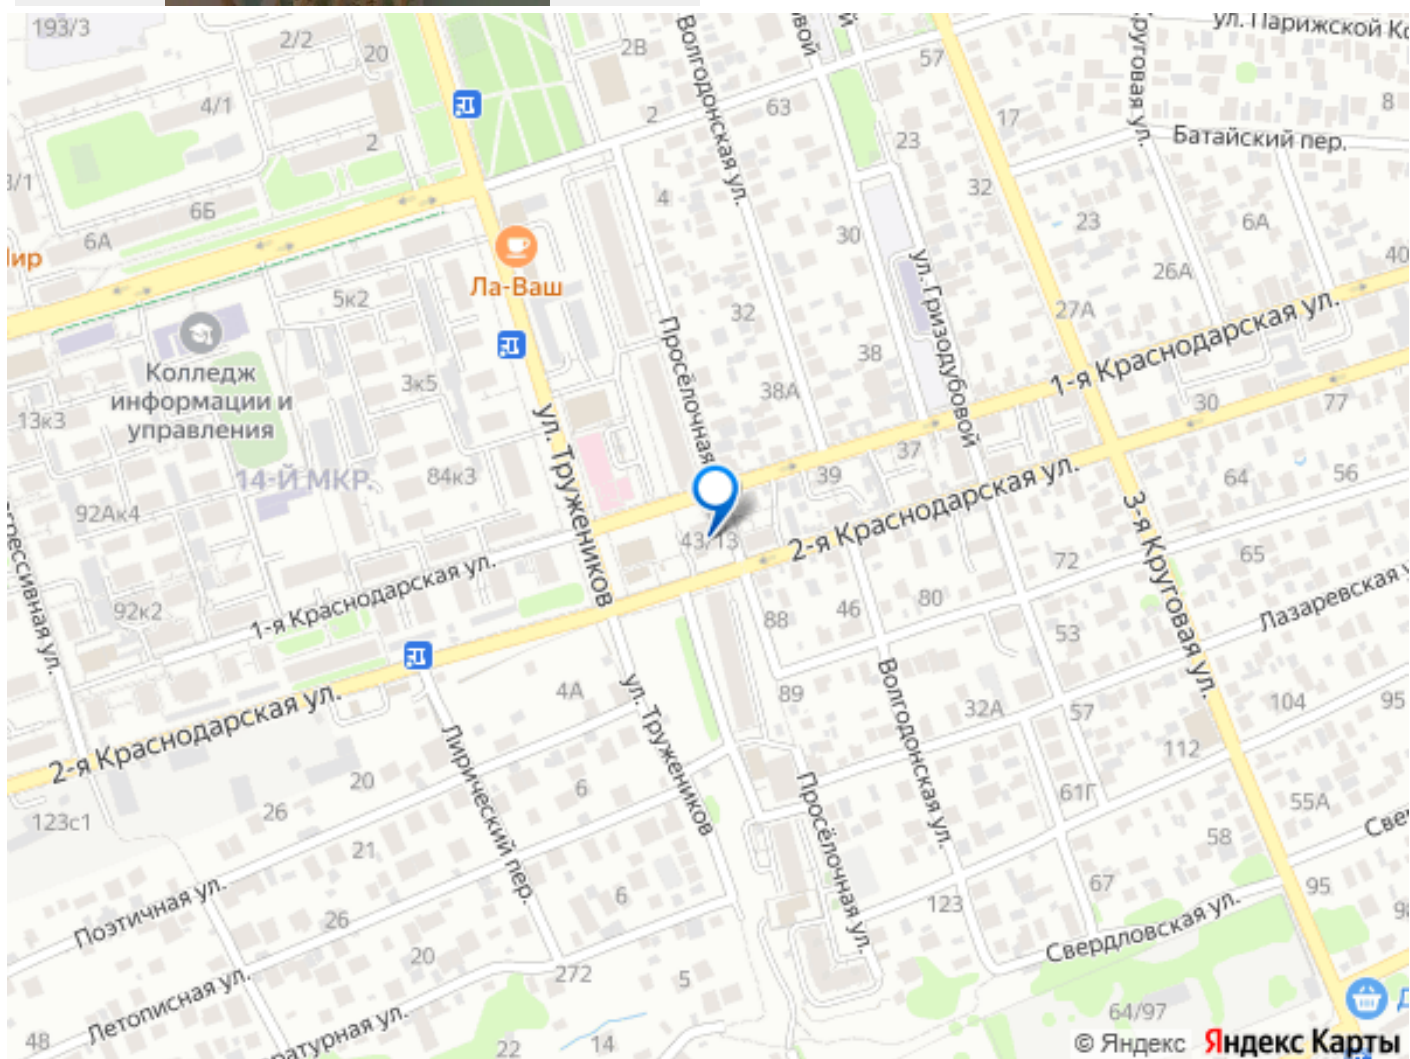 193/3
2/2
20
2В
Волгодонская ул.
57
ул. Парижской Ко
Круговая ул.
8
4/1
2
2
63
23
17
Батайский пер.
3/1
6Б
6А
4
30
32
23
6А
26А
40
Ла-Ваш
5к2
32
ул. Гризодубовой
27А
1-я Краснодарская ул.
Колледж
информации и
управления
3к5
Просёлочная
38
38А
13к3
14-Й МКР.
84к3
ул. Тружеников
37
39
30
77
64
56
92Ак4
43/13
2-я Краснодарская ул.
3-я Круговая ул.
72
65
92к2
1-я Краснодарская ул.
88
46
80
53
Лазаревская у
2-я Краснодарская ул.
4А
ул. Тружеников
89
Волгодонская ул.
32А
57
104
95
112
Лирический пер.
20
6
Просёлочная ул.
61Г
55А
123с1
26
21
58
Поэтичная ул.
26
6
67
95
123
Свердловская ул.
20
272
5
Летописная ул.
48
22
14
64/97
© Яндекс Яндекс Карты